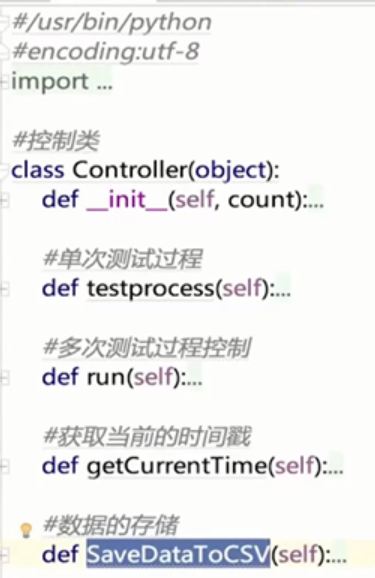 #/usr/bin/python
#encoding:utf-8
import ...
#控制类
class Controller(object):
def __init__(self, count):...
#单次测试过程
def testprocess(self):...
#多次测试过程控制
def run(self):...
#获取当前的时间戳
def getCurrentTime(self):...
#数据的存储
def SaveDataToCSV(self):...